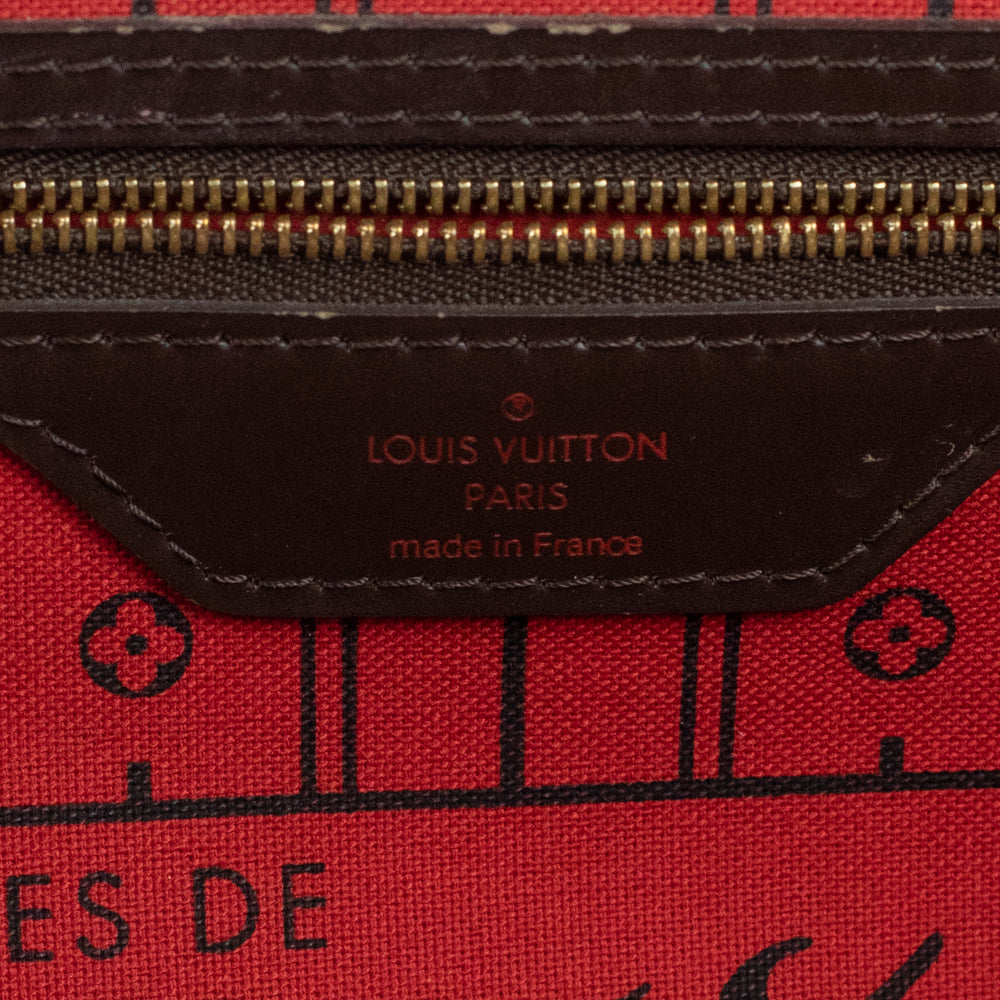 LOUIS VUITTON
PARIS
made in France
ES DE